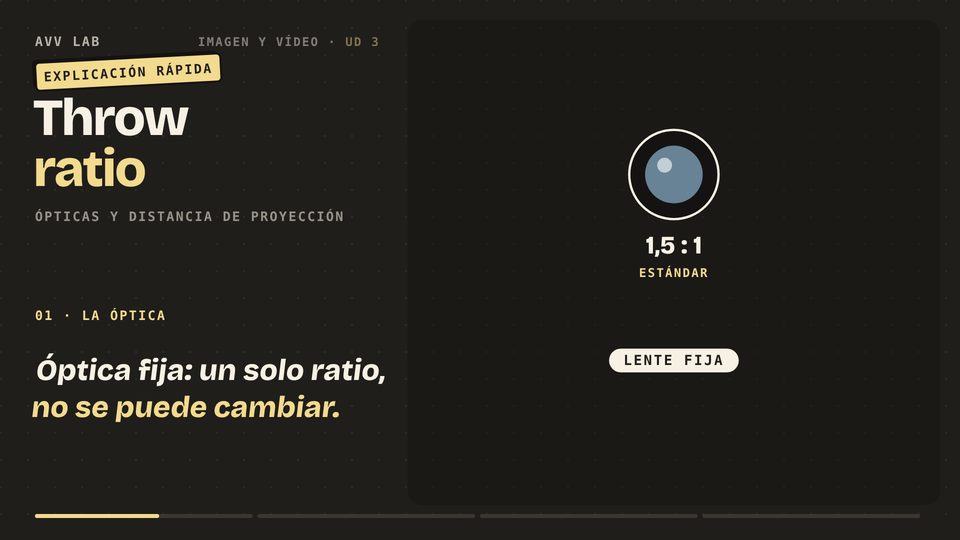 AVV LAB
IMAGEN Y VÍDEO · UD 3
EXPLICACIÓN RÁPIDA
Throw
ratio
ÓPTICAS Y DISTANCIA DE PROYECCIÓN
01 · LA ÓPTICA
Óptica fija: un solo ratio,
no se puede cambiar.
1,5 : 1
ESTÁNDAR
LENTE FIJA